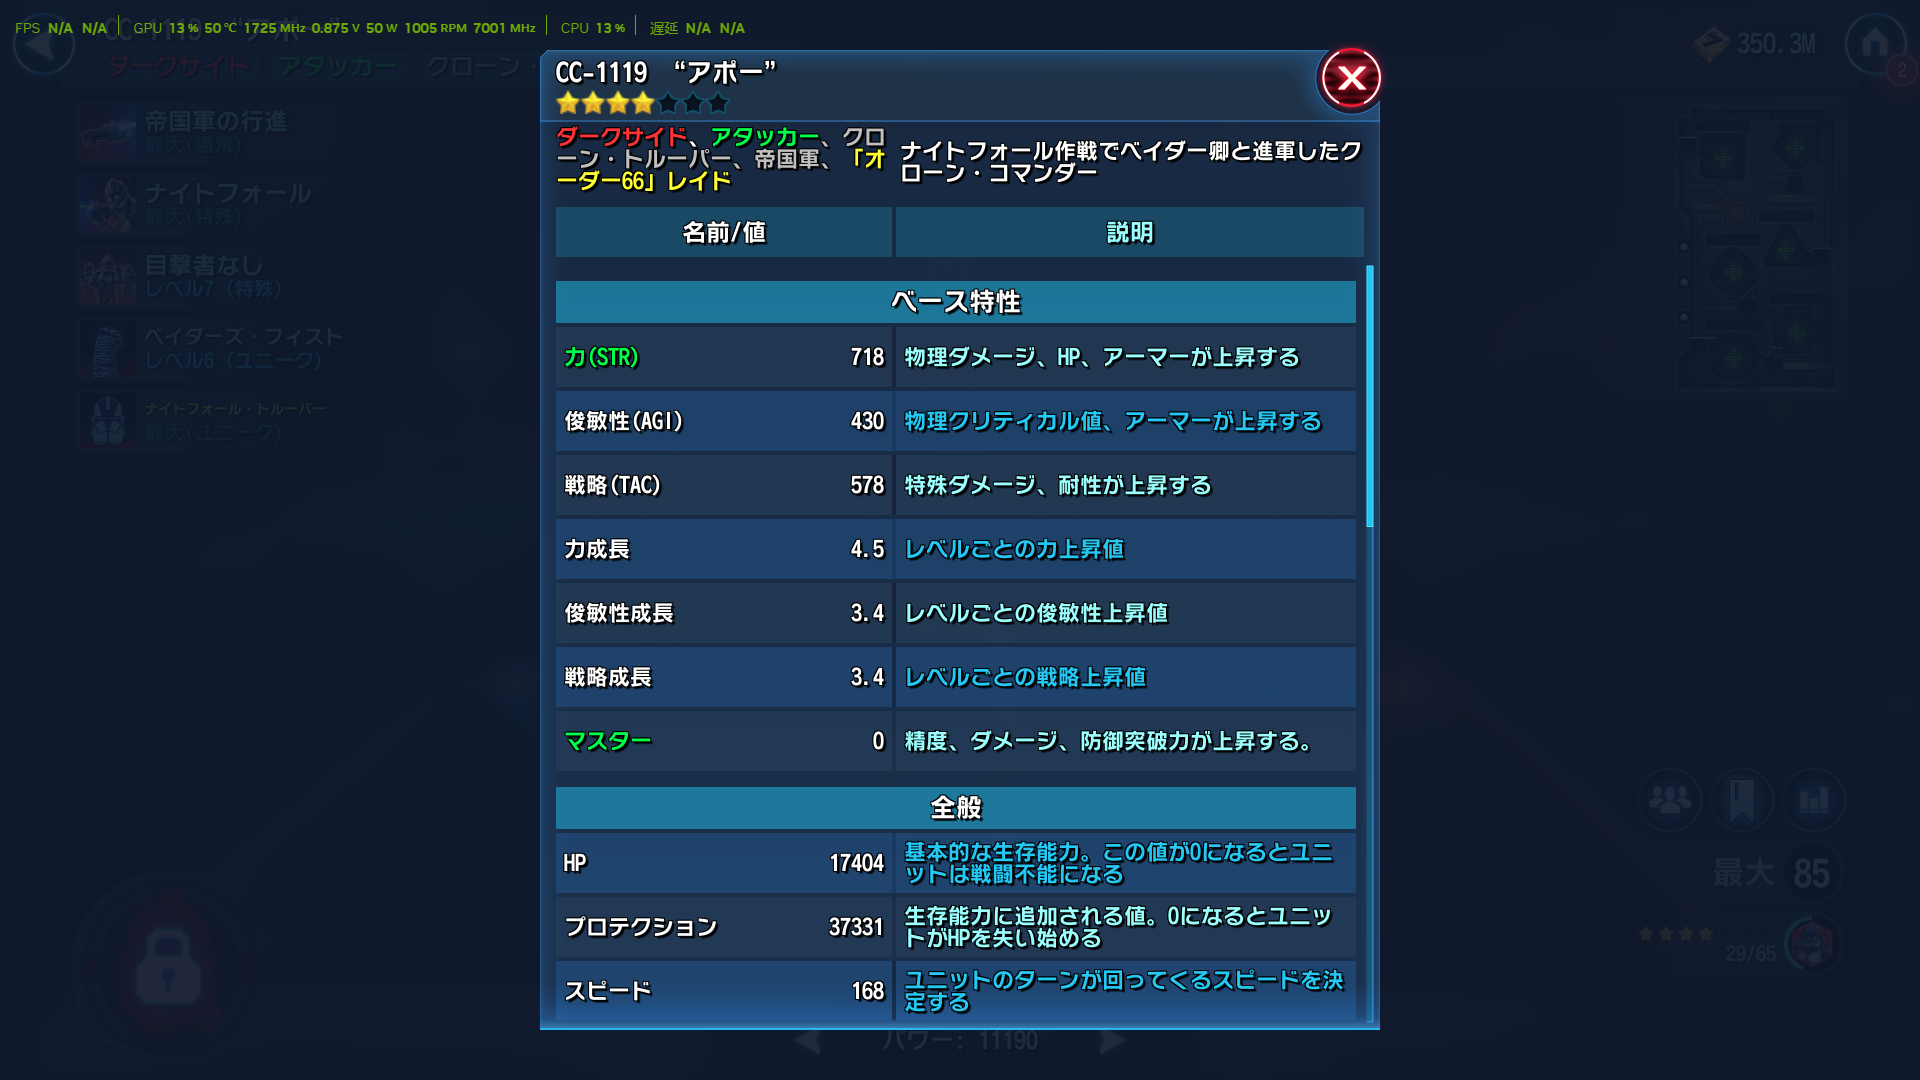 FPS N/A N/A GPU 13 % 50 ℃ 1725 MHz 0.875 V 50 W 1005 RPM 7001 MHz CPU 13 % 遅延 N/A N/A
CC-1119 “アポー”
ダークサイド アタッカー クローン・
350.3M
2
帝国軍の行進
最大(通常)
ナイトフォール
最大(特殊)
目撃者なし
レベル7 (特殊)
ベイダーズ・フィスト
レベル6 (ユニーク)
ナイトフォール・トルーパー
最大(ユニーク)
CC-1119 “アポー”
ダークサイド、アタッカー、クロ
ーン・トルーパー、帝国軍、「オ
ーダー66」レイド
ナイトフォール作戦でベイダー卿と進軍したク
ローン・コマンダー
名前/値 説明
ベース特性
力(STR) 718 物理ダメージ、HP、アーマーが上昇する
俊敏性(AGI) 430 物理クリティカル値、アーマーが上昇する
戦略(TAC) 578 特殊ダメージ、耐性が上昇する
力成長 4.5 レベルごとの力上昇値
俊敏性成長 3.4 レベルごとの俊敏性上昇値
戦略成長 3.4 レベルごとの戦略上昇値
マスター 0 精度、ダメージ、防御突破力が上昇する。
全般
HP 17404 基本的な生存能力。この値が0になるとユニ
ットは戦闘不能になる
プロテクション 37331 生存能力に追加される値。0になるとユニッ
トがHPを失い始める
スピード 168 ユニットのターンが回ってくるスピードを決
定する
最大 85
29/65
パワー: 11190